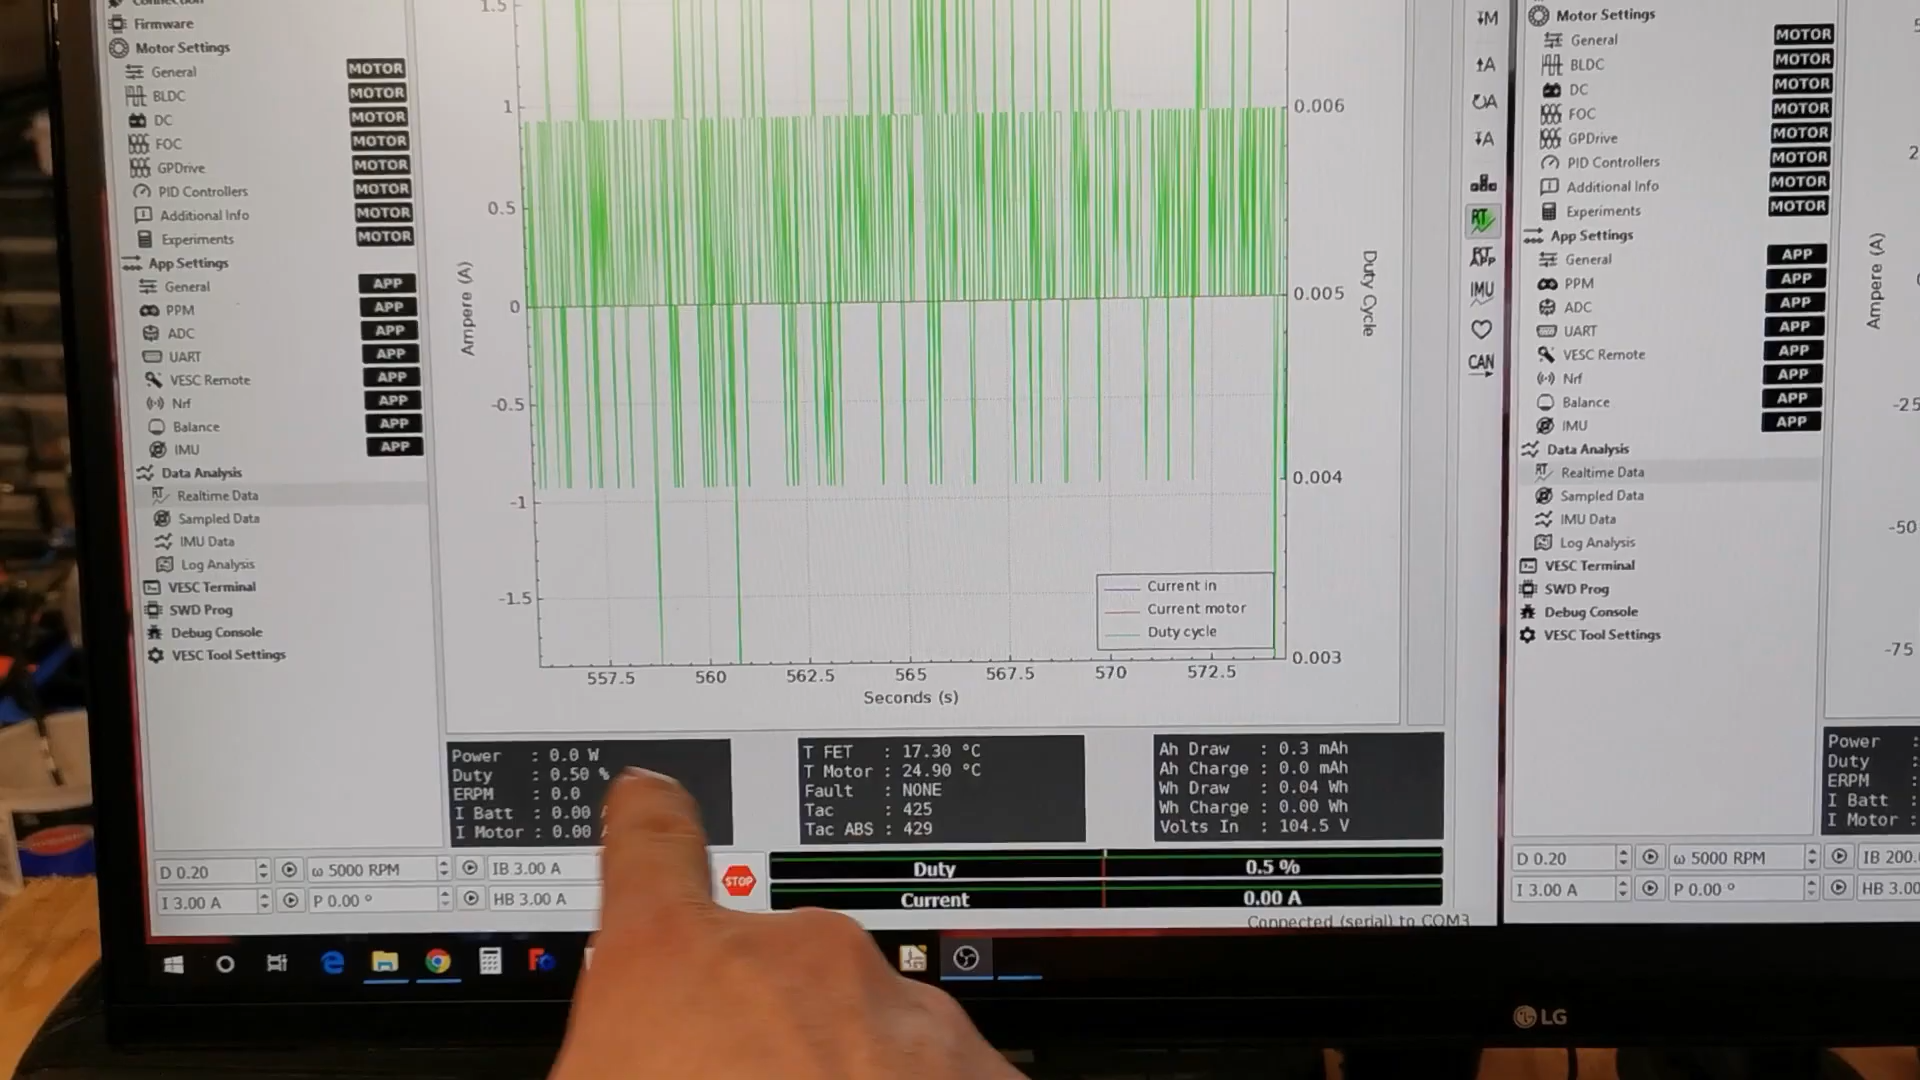 Connection
Firmware
Motor Settings
General MOTOR
BLDC MOTOR
DC MOTOR
FOC MOTOR
GPDrive MOTOR
PID Controllers MOTOR
Additional Info MOTOR
Experiments MOTOR
App Settings
General APP
PPM APP
ADC APP
UART APP
VESC Remote APP
Nrf APP
Balance APP
IMU APP
Data Analysis
Realtime Data
Sampled Data
IMU Data
Log Analysis
VESC Terminal
SWD Prog
Debug Console
VESC Tool Settings
1.5
1
0.5
0
-0.5
-1
-1.5
Ampere (A)
0.006
0.005
0.004
0.003
Duty Cycle
Current in
Current motor
Duty cycle
557.5 560 562.5 565 567.5 570 572.5
Seconds (s)
Power : 0.0 W
Duty : 0.50 %
ERPM : 0.0
I Batt : 0.00
I Motor : 0.00
T FET : 17.30 °C
T Motor : 24.90 °C
Fault : NONE
Tac : 425
Tac ABS : 429
Ah Draw : 0.3 mAh
Ah Charge : 0.0 mAh
Wh Draw : 0.04 Wh
Wh Charge : 0.00 Wh
Volts In : 104.5 V
D 0.20 ω 5000 RPM IB 3.00 A
I 3.00 A P 0.00 ° HB 3.00 A
STOP
Duty 0.5 %
Current 0.00 A
Connected (serial) to COM3
M
A
A
A
RT
RT
APP
IMU
CAN
Motor Settings
General MOTOR
BLDC MOTOR
DC MOTOR
FOC MOTOR
GPDrive MOTOR
PID Controllers MOTOR
Additional Info MOTOR
Experiments MOTOR
App Settings
General APP
PPM APP
ADC APP
UART APP
VESC Remote APP
Nrf APP
Balance APP
IMU APP
Data Analysis
Realtime Data
Sampled Data
IMU Data
Log Analysis
VESC Terminal
SWD Prog
Debug Console
VESC Tool Settings
Ampere (A)
-25
-50
-75
Power :
Duty :
ERPM :
I Batt :
I Motor :
D 0.20 ω 5000 RPM IB 200.
I 3.00 A P 0.00 ° HB 3.00
LG